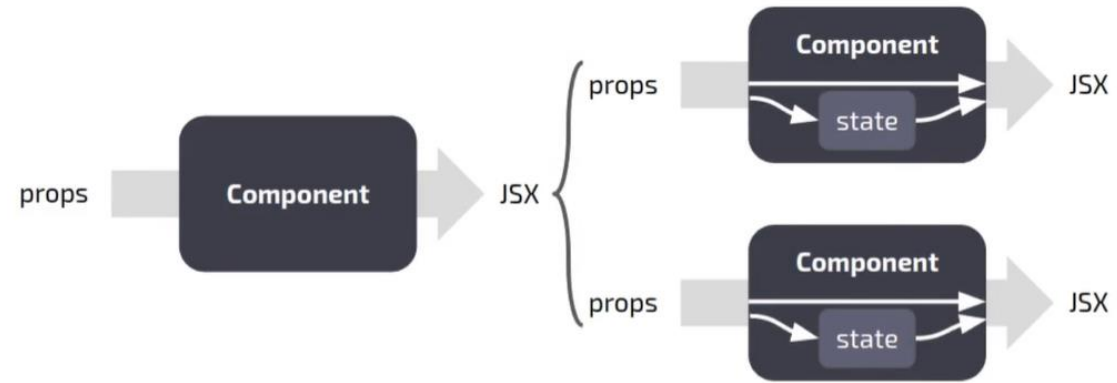 props
Component
JSX
props
Component
state
JSX
props
Component
state
JSX